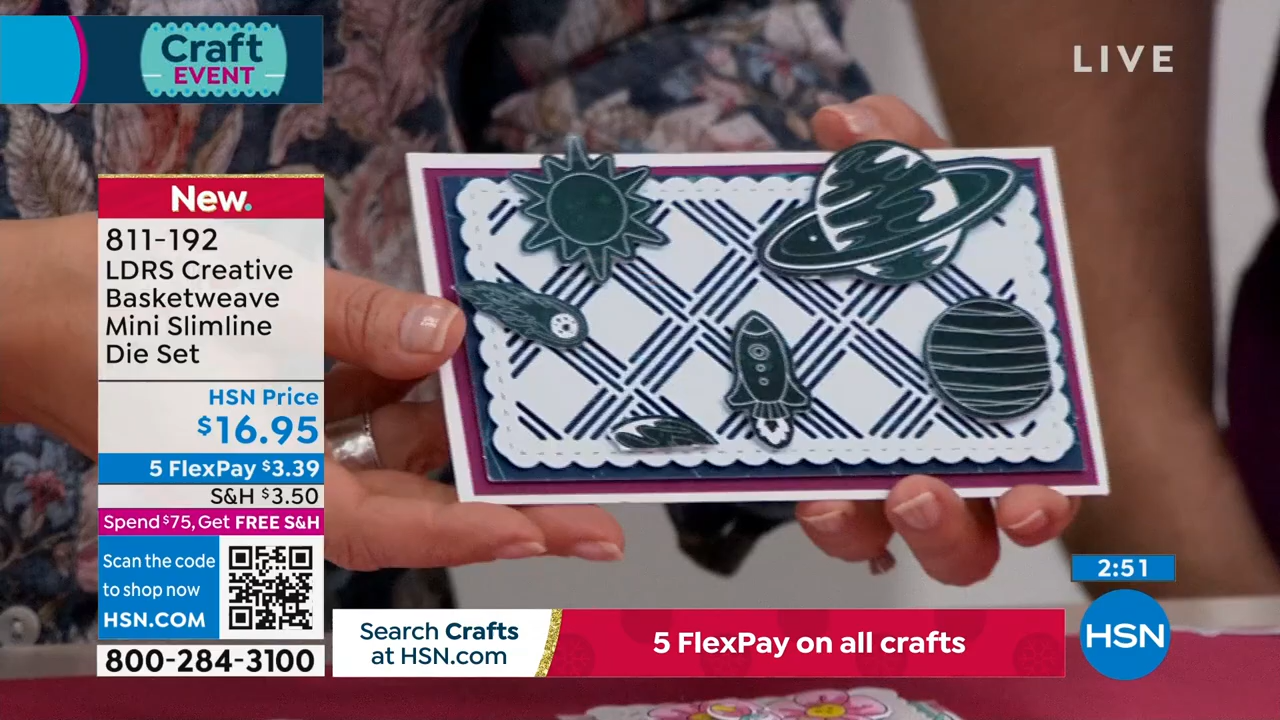 Craft
EVENT
LIVE
New.
811-192
LDRS Creative
Basketweave
Mini Slimline
Die Set
HSN Price
$16.95
5 FlexPay $3.39
S&H $3.50
Spend $75, Get FREE S&H
Scan the code
to shop now
HSN.COM
800-284-3100
Search Crafts
at HSN.com
5 FlexPay on all crafts
2:51
HSN